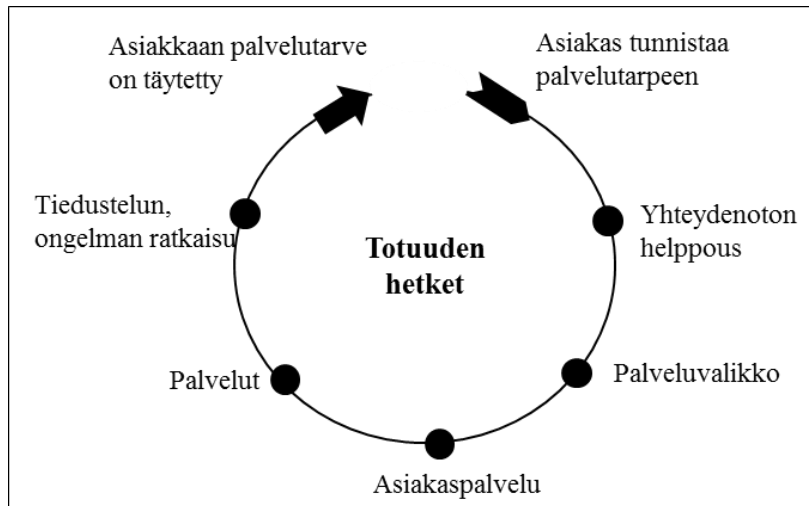 Asiakkaan palvelutarve
on täytetty
Asiakas tunnistaa
palvelutarpeen
Tiedustelun,
ongelman ratkaisu
Totuuden
hetket
Yhteydenoton
helppous
Palvelut
Palveluvalikko
Asiakaspalvelu